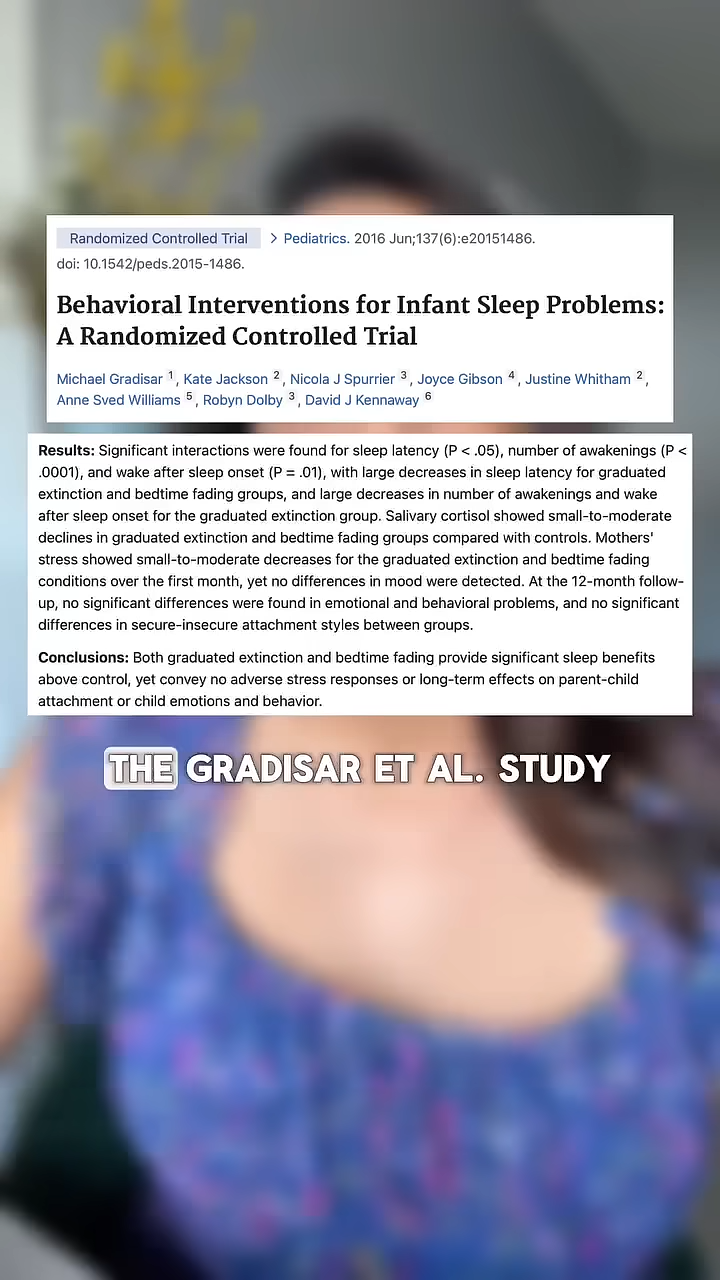 Randomized Controlled Trial > Pediatrics. 2016 Jun;137(6):e20151486.
doi: 10.1542/peds.2015-1486.
Behavioral Interventions for Infant Sleep Problems:
A Randomized Controlled Trial
Michael Gradisar 1, Kate Jackson 2, Nicola J Spurrier 3, Joyce Gibson 4, Justine Whitham 2,
Anne Sved Williams 5, Robyn Dolby 3, David J Kennaway 6
Results: Significant interactions were found for sleep latency (P < .05), number of awakenings (P <
.0001), and wake after sleep onset (P = .01), with large decreases in sleep latency for graduated
extinction and bedtime fading groups, and large decreases in number of awakenings and wake
after sleep onset for the graduated extinction group. Salivary cortisol showed small-to-moderate
declines in graduated extinction and bedtime fading groups compared with controls. Mothers'
stress showed small-to-moderate decreases for the graduated extinction and bedtime fading
conditions over the first month, yet no differences in mood were detected. At the 12-month follow-
up, no significant differences were found in emotional and behavioral problems, and no significant
differences in secure-insecure attachment styles between groups.
Conclusions: Both graduated extinction and bedtime fading provide significant sleep benefits
above control, yet convey no adverse stress responses or long-term effects on parent-child
attachment or child emotions and behavior.
THE GRADISAR ET AL. STUDY